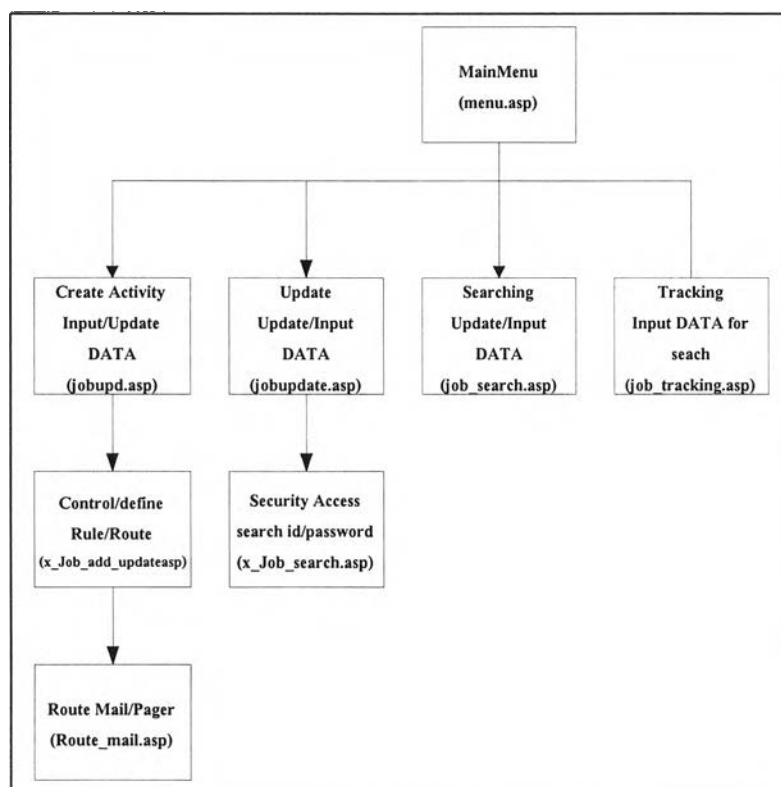 MainMenu
(menu.asp)
Create Activity
Input/Update
DATA
(jobupd.asp)
Update
Update/Input
DATA
(jobupdate.asp)
Searching
Update/Input
DATA
(job_search.asp)
Tracking
Input DATA for
seach
(job_tracking.asp)
Control/define
Rule/Route
(x_Job_add_updateasp)
Security Access
search id/password
(x_Job_search.asp)
Route Mail/Pager
(Route_mail.asp)